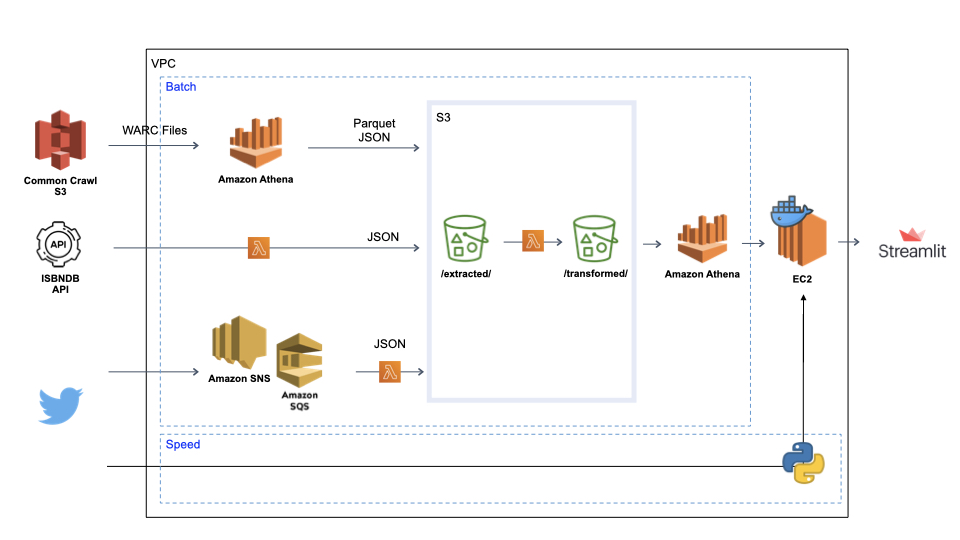 VPC
Batch
WARC Files
Parquet
JSON
S3
Common Crawl
S3
Amazon Athena
API
ISBNDB
API
JSON
/extracted/
/transformed/
Amazon Athena
EC2
Streamlit
Amazon SNS
Amazon
SQS
JSON
Speed